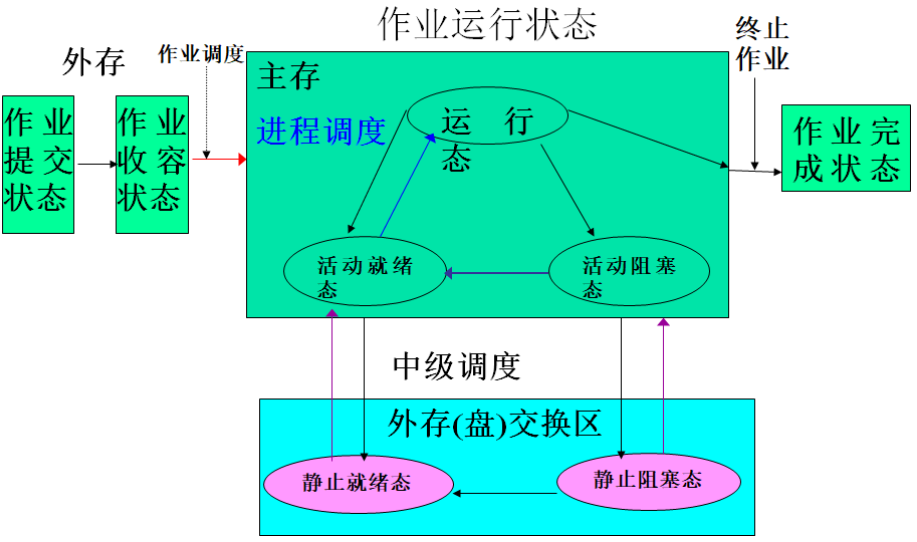 作业运行状态
外存
作业调度
终止
作业
主存
进程调度
作业
提交
状态
作业
收容
状态
运 行
态
作业完
成状态
活动就绪
态
活动阻塞
态
中级调度
外存(盘)交换区
静止就绪态
静止阻塞态